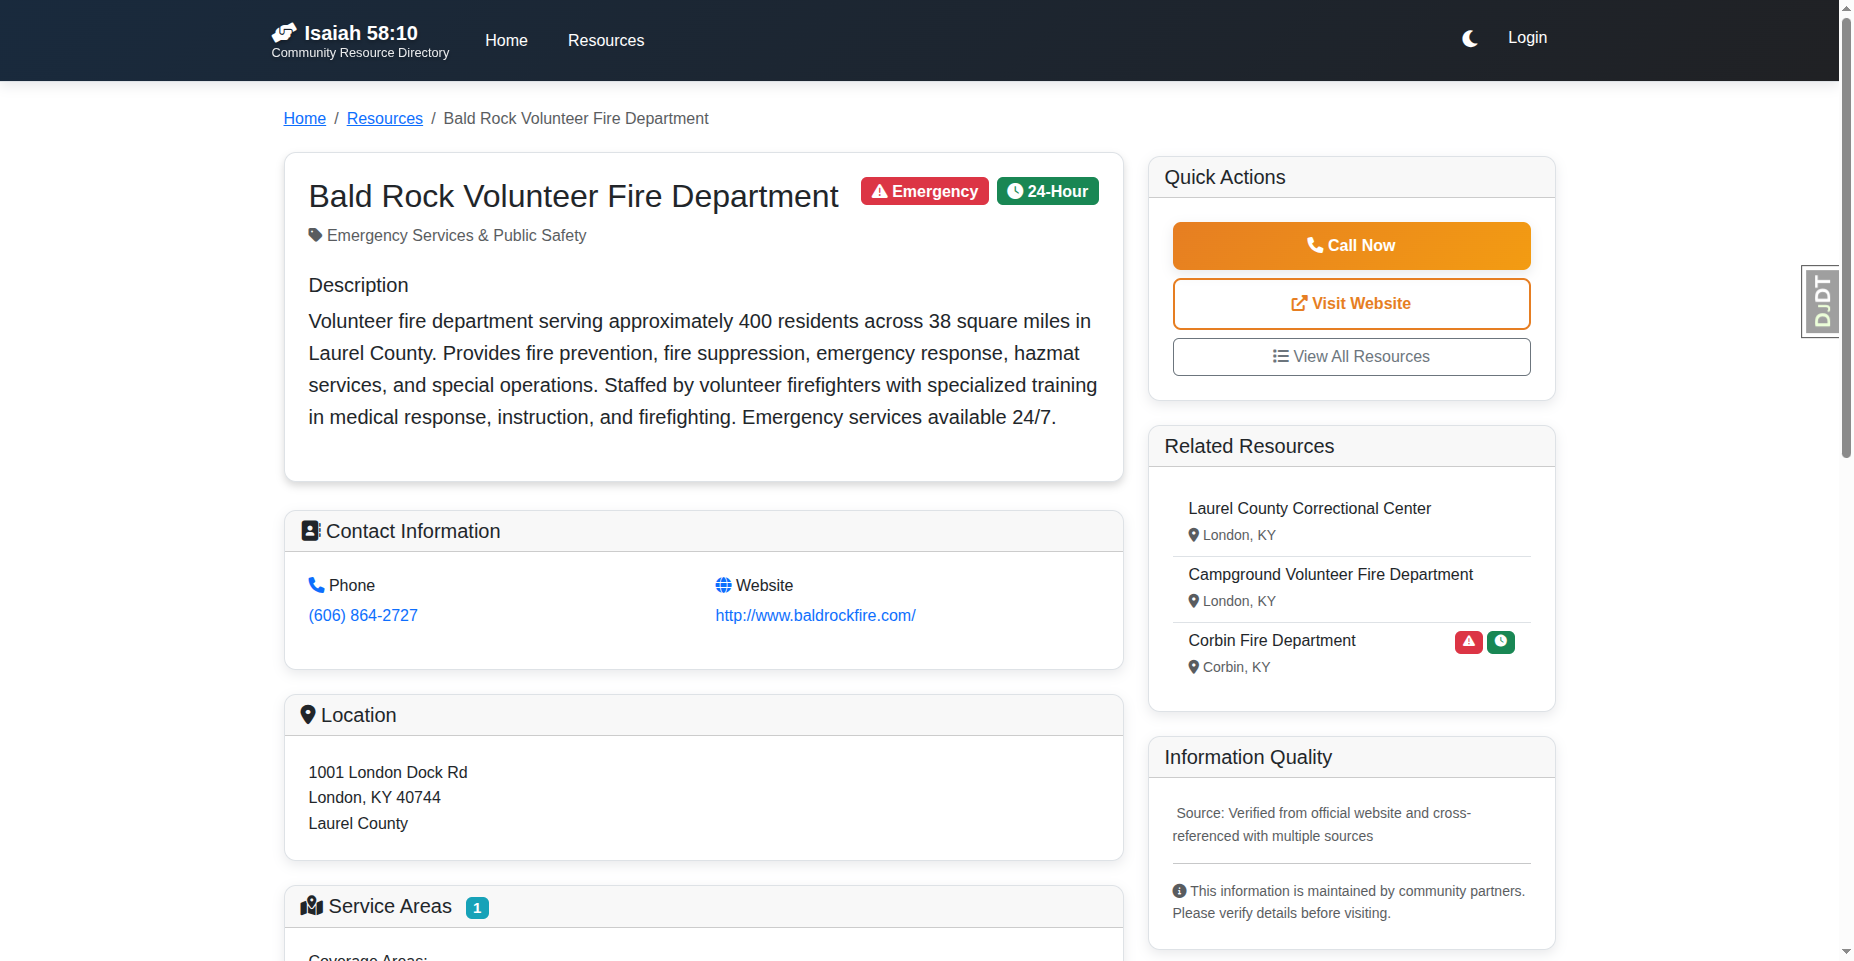 Isaiah 58:10
Community Resource Directory
Home
Resources
Login
Home / Resources / Bald Rock Volunteer Fire Department
Bald Rock Volunteer Fire Department
Emergency
24-Hour
Emergency Services & Public Safety
Description
Volunteer fire department serving approximately 400 residents across 38 square miles in
Laurel County. Provides fire prevention, fire suppression, emergency response, hazmat
services, and special operations. Staffed by volunteer firefighters with specialized training
in medical response, instruction, and firefighting. Emergency services available 24/7.
Contact Information
Phone
(606) 864-2727
Website
http://www.baldrockfire.com/
Location
1001 London Dock Rd
London, KY 40744
Laurel County
Service Areas 1
Coverage Areas:
Quick Actions
Call Now
Visit Website
View All Resources
Related Resources
Laurel County Correctional Center
London, KY
Campground Volunteer Fire Department
London, KY
Corbin Fire Department
Corbin, KY
Information Quality
Source: Verified from official website and cross-
referenced with multiple sources
This information is maintained by community partners.
Please verify details before visiting.
DJDT